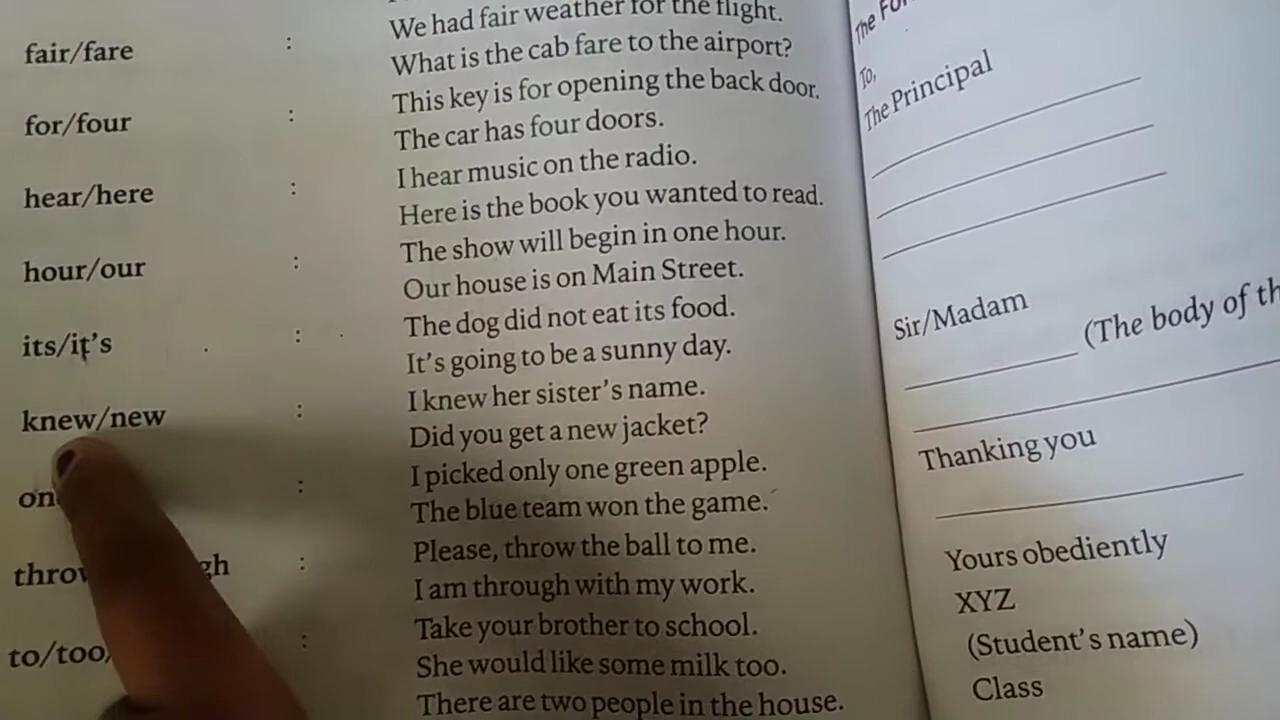 We had fair weather for the flight.
fair/fare :
What is the cab fare to the airport?
This key is for opening the back door.
for/four :
The car has four doors.
I hear music on the radio.
hear/here :
Here is the book you wanted to read.
The show will begin in one hour.
hour/our :
Our house is on Main Street.
The dog did not eat its food.
its/it's :
It's going to be a sunny day.
I knew her sister's name.
knew/new :
Did you get a new jacket?
I picked only one green apple.
:
The blue team won the game.
Please, throw the ball to me.
:
I am through with my work.
Take your brother to school.
to/too/ :
She would like some milk too.
There are two people in the house.
The
To,
The Principal
Sir/Madam
(The body of
Thanking you
Yours obediently
XYZ
(Student's name)
Class